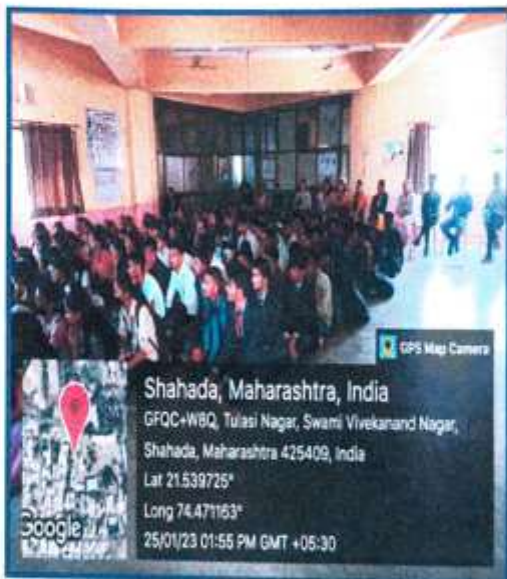 GPS Map Camera
Shahada, Maharashtra, India
GFQC+W8Q, Tulasi Nagar, Swami Vivekanand Nagar,
Shahada, Maharashtra 425409, India
Lat 21.539725°
Long 74.471163°
25/01/23 01:55 PM GMT +05:30
Google